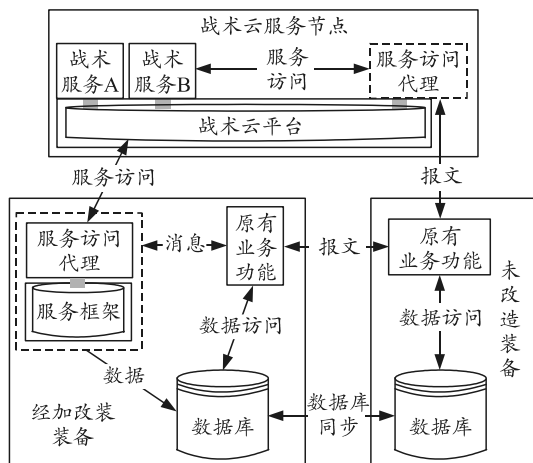 战术云服务节点
战术
服务A
战术
服务B
服务
访问
服务访问
代理
战术云平台
服务访问
报文
服务访问
代理
消息
原有
业务
功能
报文
原有
业务功能
服务框架
数据访问
数据访问
未改造装备
数据
经加改装
装备
数据库
数据库
同步
数据库